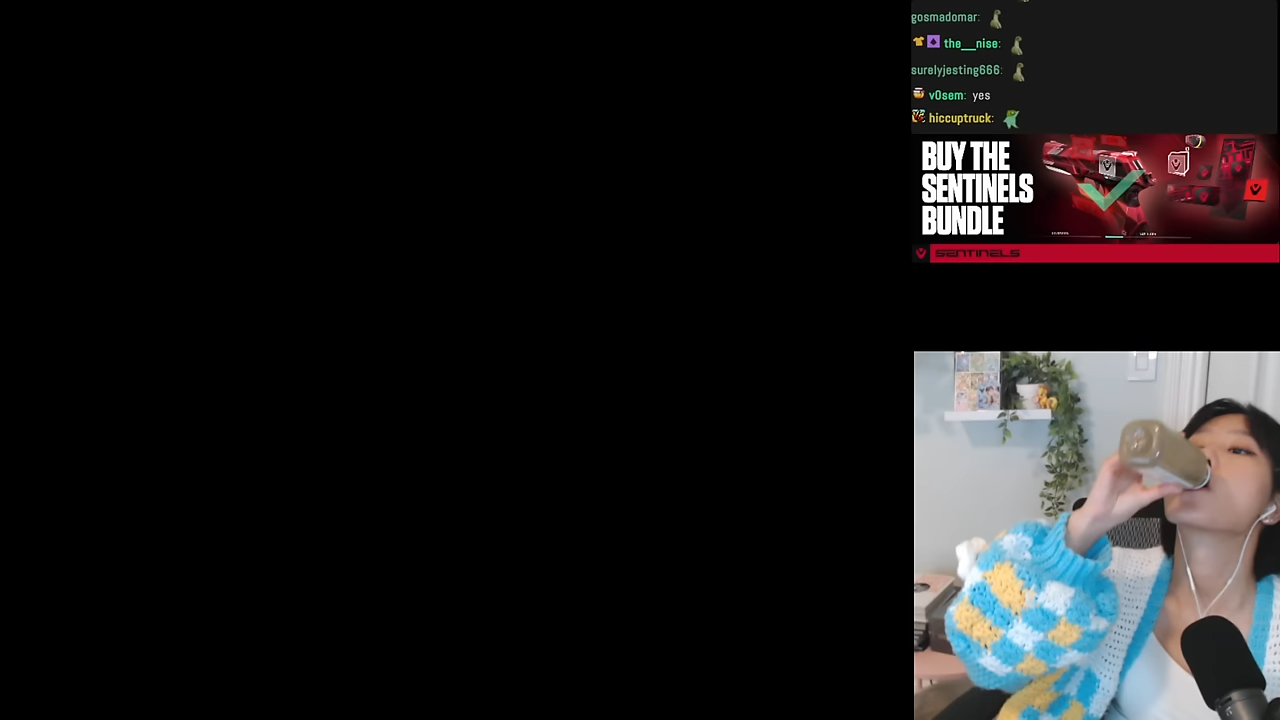 gosmadomar:
the__nise:
surelyjesting666:
v0sem: yes
hiccuptruck:
BUY THE
SENTINELS
BUNDLE
SENTINELS